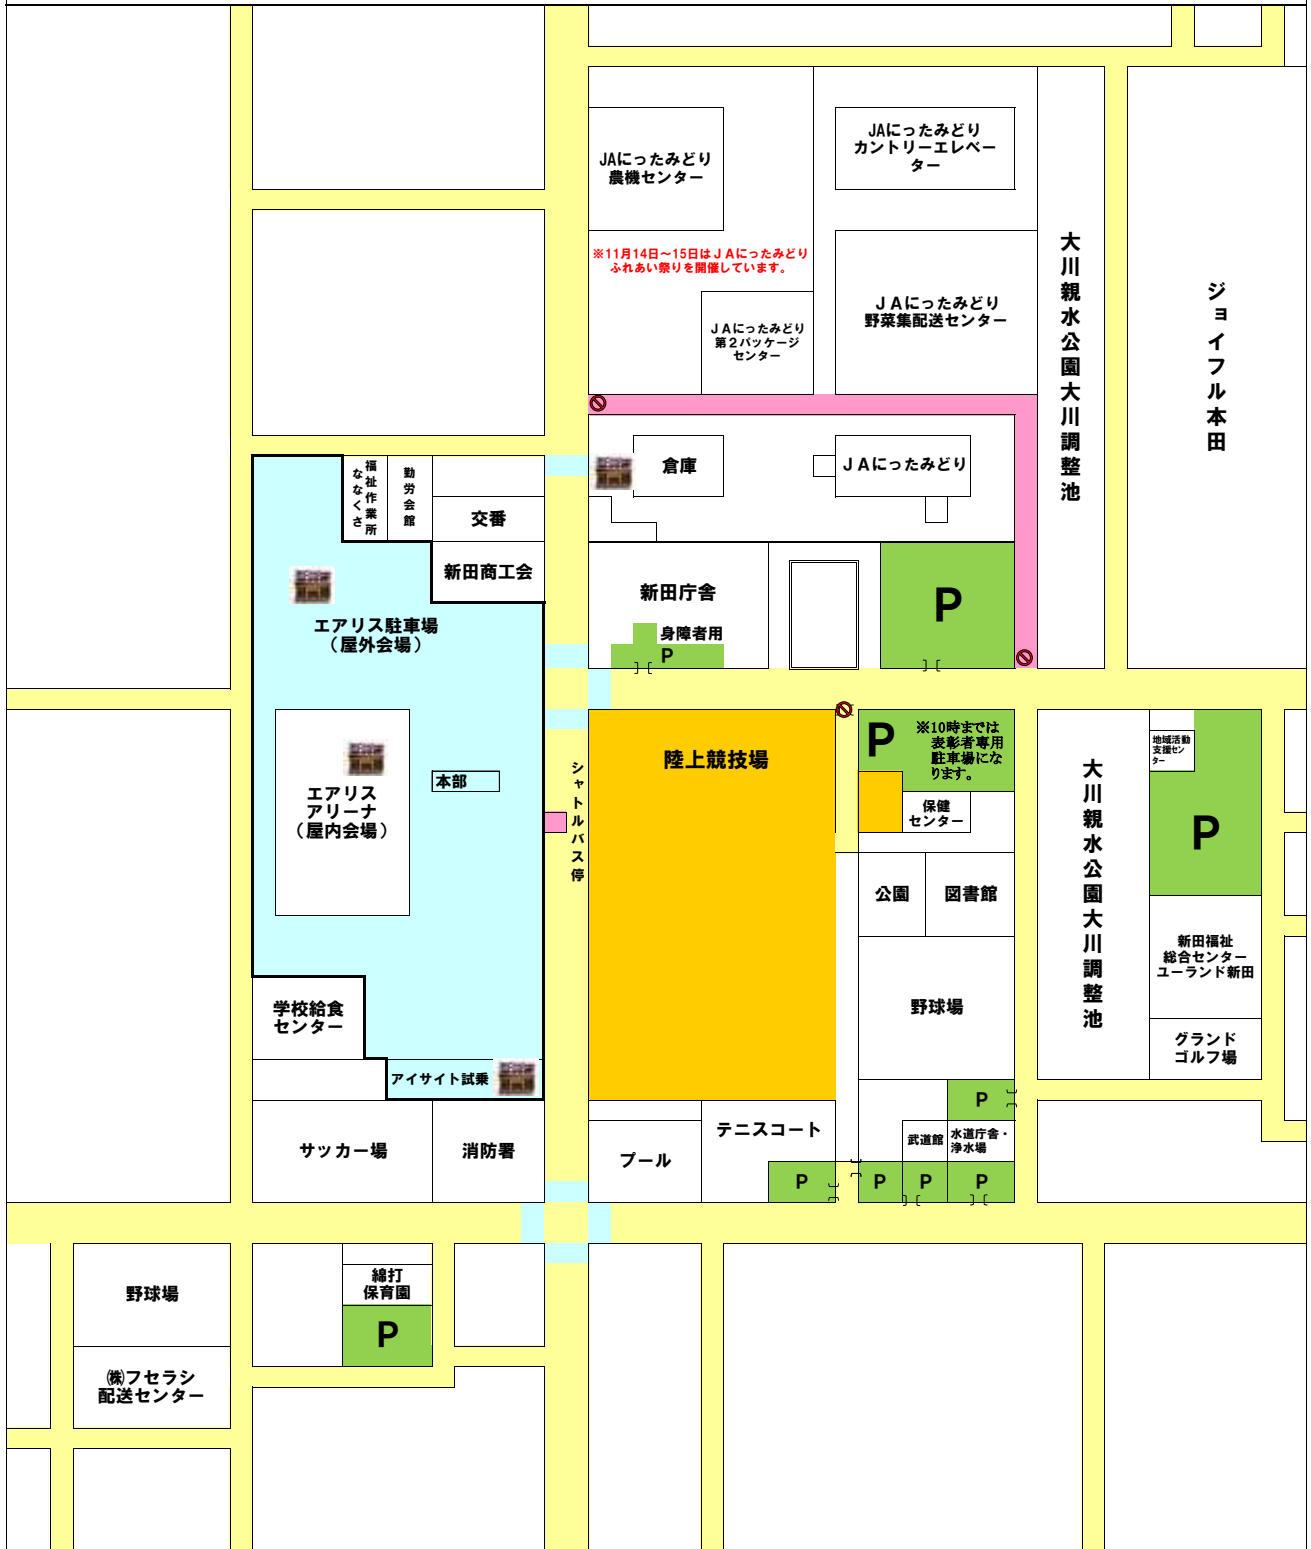 JAにったみどり
農機センター
JAにったみどり
カントリーエレベー
ター
※11月14日～15日はＪＡにったみどり
ふれあい祭りを開催しています。
ＪＡにったみどり
第２パッケージ
センター
ＪＡにったみどり
野菜集配送センター
大川親水公園大川調整池
ジョイフル本田
福祉作業所
ななくさ
勤労会館
交番
新田商工会
倉庫
ＪＡにったみどり
エアリス駐車場
（屋外会場）
新田庁舎
身障者用
P
P
エアリス
アリーナ
（屋内会場）
本部
シャトルバス停
陸上競技場
P
※10時までは
表彰者専用
駐車場にな
ります。
保健
センター
公園
図書館
野球場
大川親水公園大川調整池
地域活動
支援セン
ター
P
新田福祉
総合センター
ユーランド新田
グランド
ゴルフ場
学校給食
センター
アイサイト試乗
サッカー場
消防署
プール
テニスコート
P
武道館
水道庁舎・
浄水場
P
P
P
P
野球場
㈱フセラシ
配送センター
綿打
保育園
P